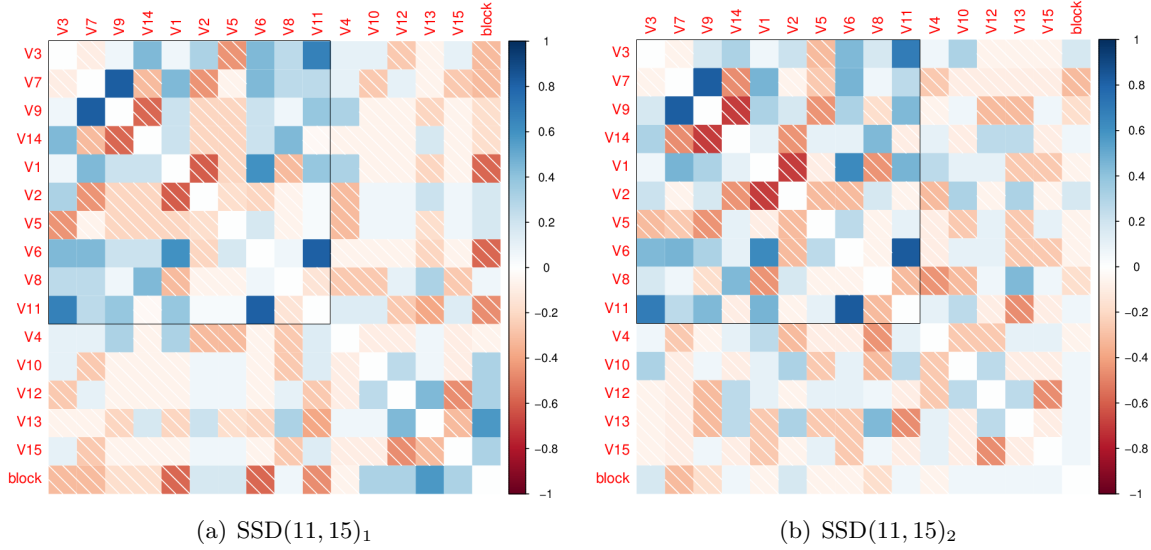 V3 V7 V9 V14 V1 V2 V5 V6 V8 V11 V4 V10 V12 V13 V15 block
V3
V7
V9
V14
V1
V2
V5
V6
V8
V11
V4
V10
V12
V13
V15
block
1
0.8
0.6
0.4
0.2
0
−0.2
−0.4
−0.6
−0.8
−1
(a) SSD(11, 15)₁
V3 V7 V9 V14 V1 V2 V5 V6 V8 V11 V4 V10 V12 V13 V15 block
V3
V7
V9
V14
V1
V2
V5
V6
V8
V11
V4
V10
V12
V13
V15
block
1
0.8
0.6
0.4
0.2
0
−0.2
−0.4
−0.6
−0.8
−1
(b) SSD(11, 15)₂